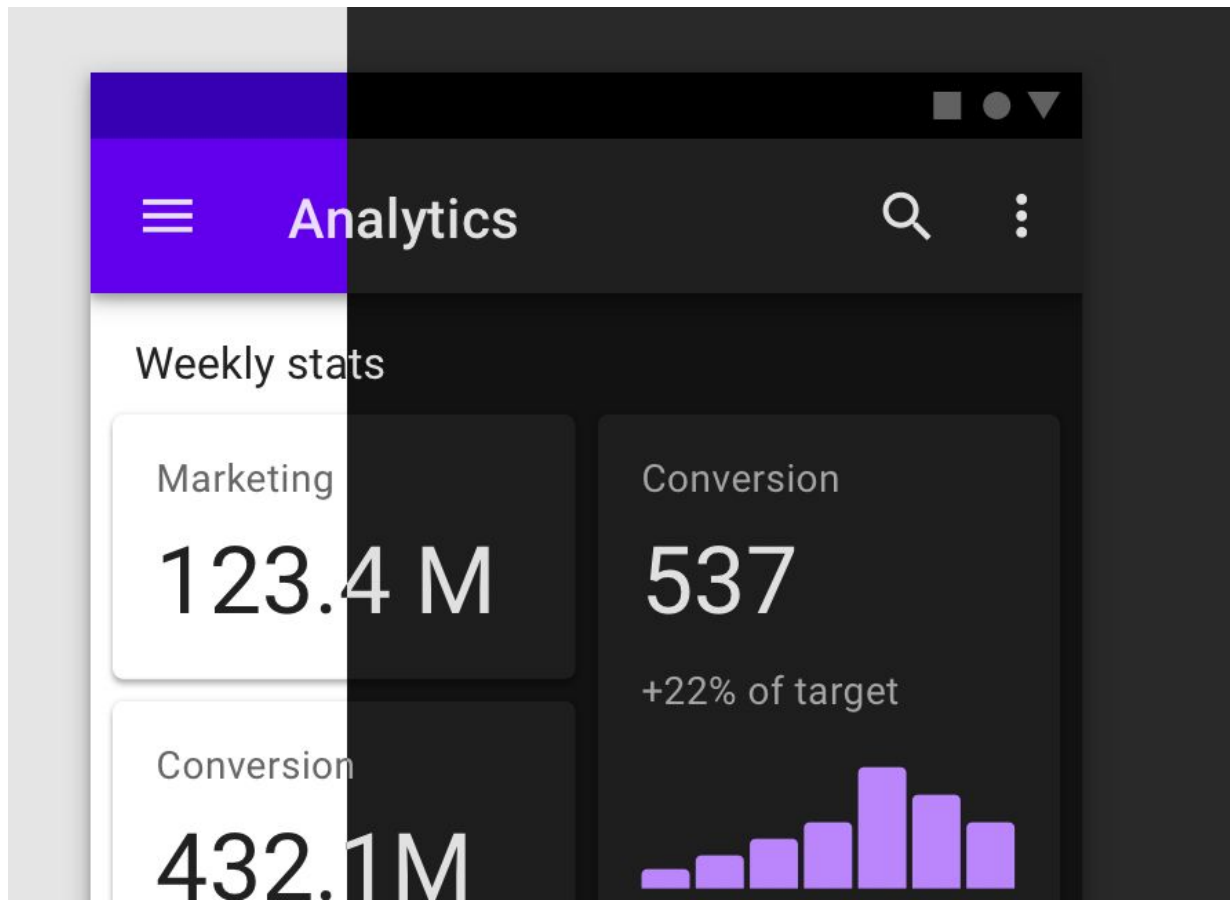 Analytics
Weekly stats
Marketing
123.4 M
Conversion
432.1M
Conversion
537
+22% of target